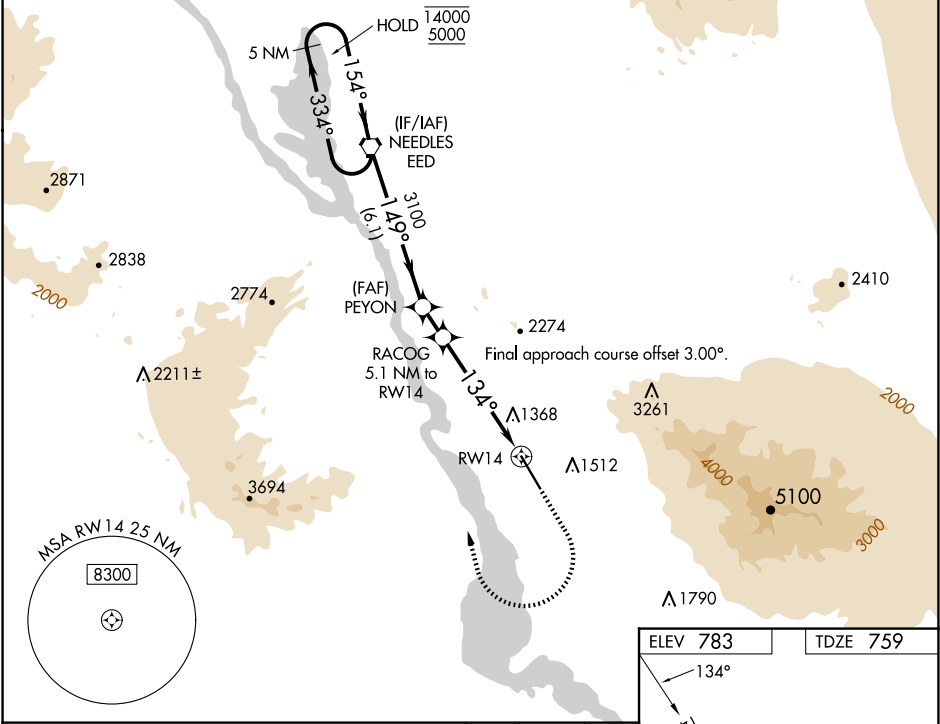 HOLD
14000
5000
5 NM
154°
334°
(IF/IAF)
NEEDLES
EED
2871
3100
149°
(6.1)
2838
2000
2774
(FAF)
PEYON
2410
2274
RACOG
5.1 NM to
RW14
Final approach course offset 3.00°.
2211±
134°
1368
3261
2000
RW14
1512
4000
3694
5100
3000
MSA RW14 25 NM
8300
1790
ELEV 783
TDZE 759
134°